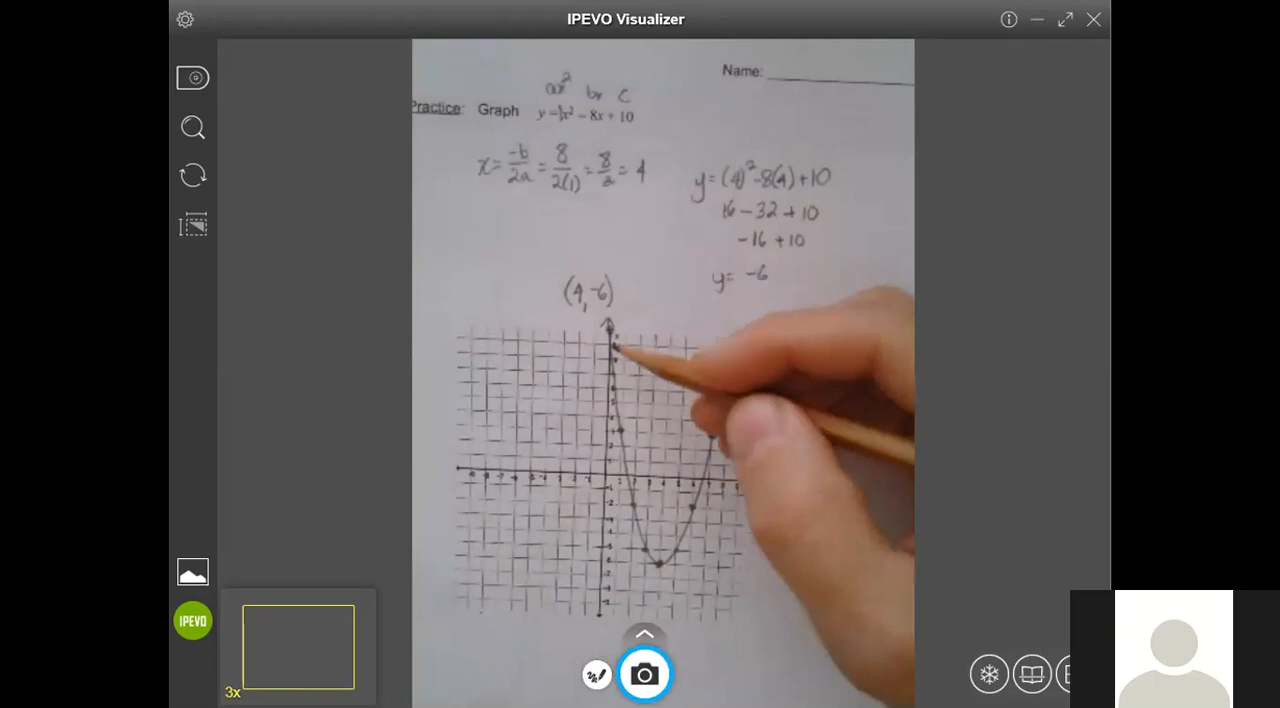 IPEVO Visualizer
Name:
ax² bx c
Practice: Graph y = 1x² – 8x + 10
x = -b/2a = 8/2(1) = 8/2 = 4
y = (4)² - 8(4) + 10
16 - 32 + 10
-16 + 10
y = -6
(4, -6)
IPEVO
3x